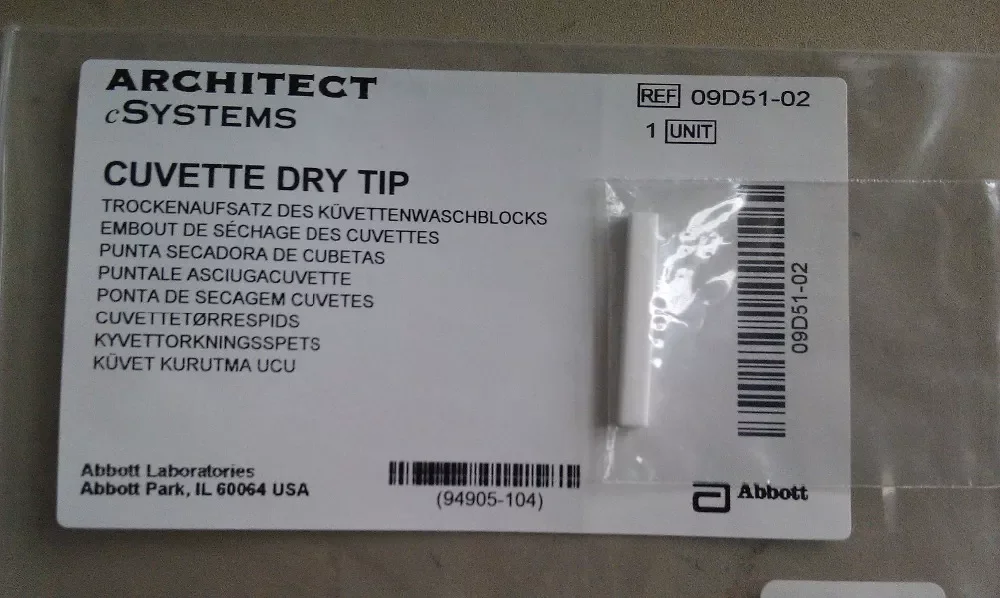 ARCHITECT
cSYSTEMS
REF 09D51-02
1 UNIT
CUVETTE DRY TIP
TROCKENAUFSATZ DES KÜVETTENWASCHBLOCKS
EMBOUT DE SÉCHAGE DES CUVETTES
PUNTA SECADORA DE CUBETAS
PUNTALE ASCIUGACUVETTE
PONTA DE SECAGEM CUVETES
CUVETTETØRRESPIDS
KYVETTORKNINGSSPETS
KÜVET KURUTMA UCU
09D51-02
Abbott Laboratories
Abbott Park, IL 60064 USA
(94905-104)
Abbott